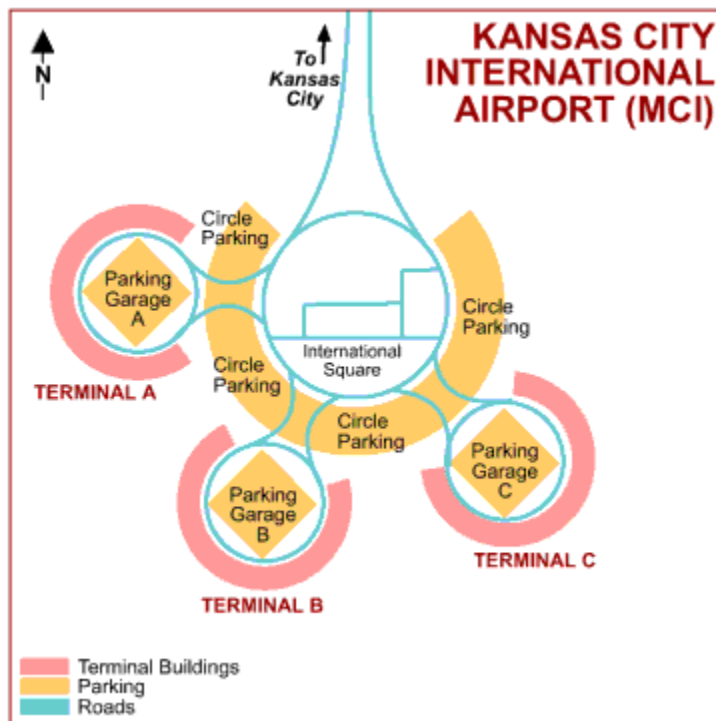 KANSAS CITY
INTERNATIONAL
AIRPORT (MCI)
N
To
Kansas
City
Circle
Parking
Parking
Garage
A
TERMINAL A
Circle
Parking
International
Square
Circle
Parking
Circle
Parking
Parking
Garage
B
TERMINAL B
Parking
Garage
C
TERMINAL C
Terminal Buildings
Parking
Roads